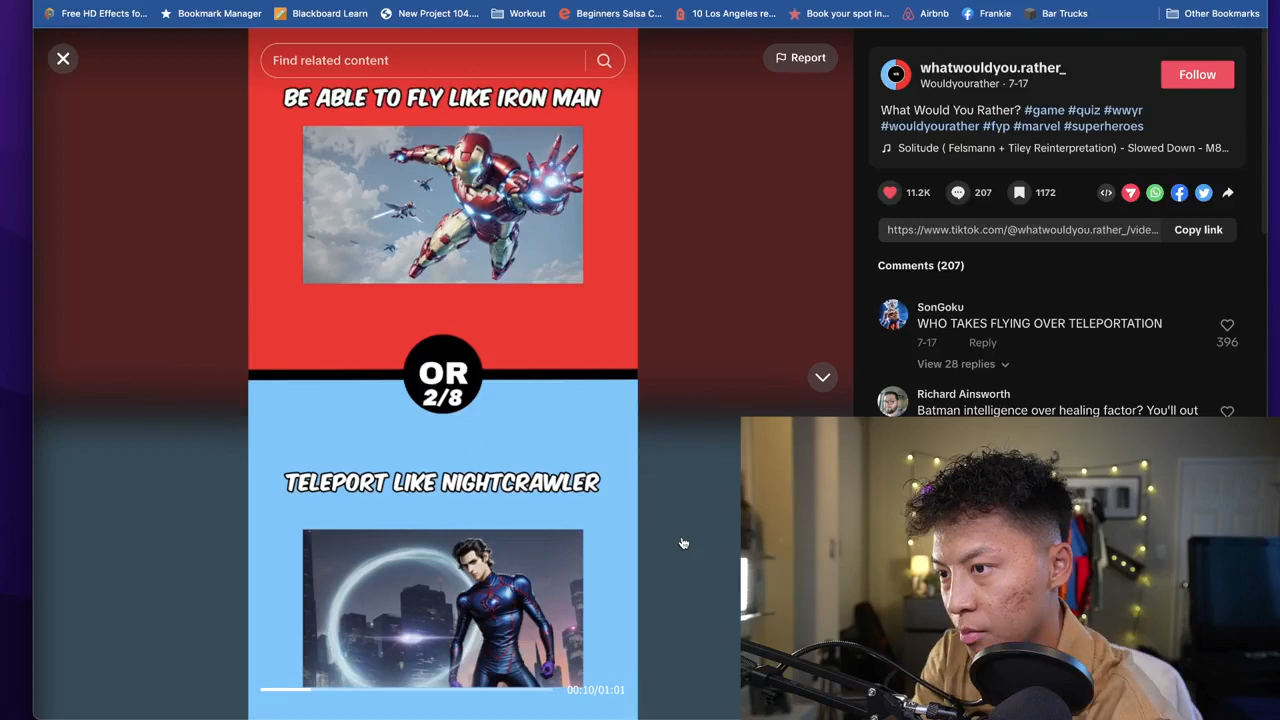 Free HD Effects fo...
Bookmark Manager
Blackboard Learn
New Project 104....
Workout
Beginners Salsa C...
10 Los Angeles re...
Book your spot in...
Airbnb
Frankie
Bar Trucks
Other Bookmarks
Find related content
Report
BE ABLE TO FLY LIKE IRON MAN
OR
2/8
TELEPORT LIKE NIGHTCRAWLER
00:10/01:01
whatwouldyou.rather_
Wouldyourather · 7-17
Follow
What Would You Rather? #game #quiz #wwyr
#wouldyourather #fyp #marvel #superheroes
Solitude ( Felsmann + Tiley Reinterpretation) - Slowed Down - M8...
11.2K
207
1172
https://www.tiktok.com/@whatwouldyou.rather_/vide...
Copy link
Comments (207)
SonGoku
WHO TAKES FLYING OVER TELEPORTATION
7-17 Reply
396
View 28 replies
Richard Ainsworth
Batman intelligence over healing factor? You'll out